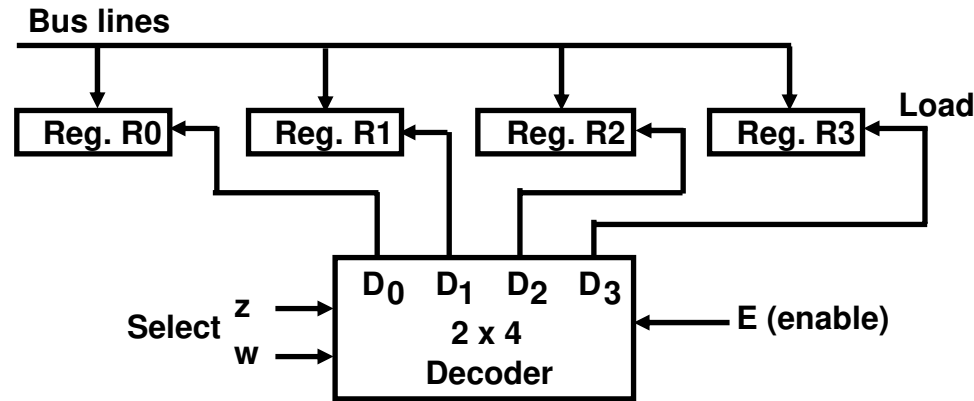 Bus lines
Reg. R0 Reg. R1 Reg. R2 Reg. R3 Load
D0 D1 D2 D3
Select z
w
2 x 4
Decoder
E (enable)